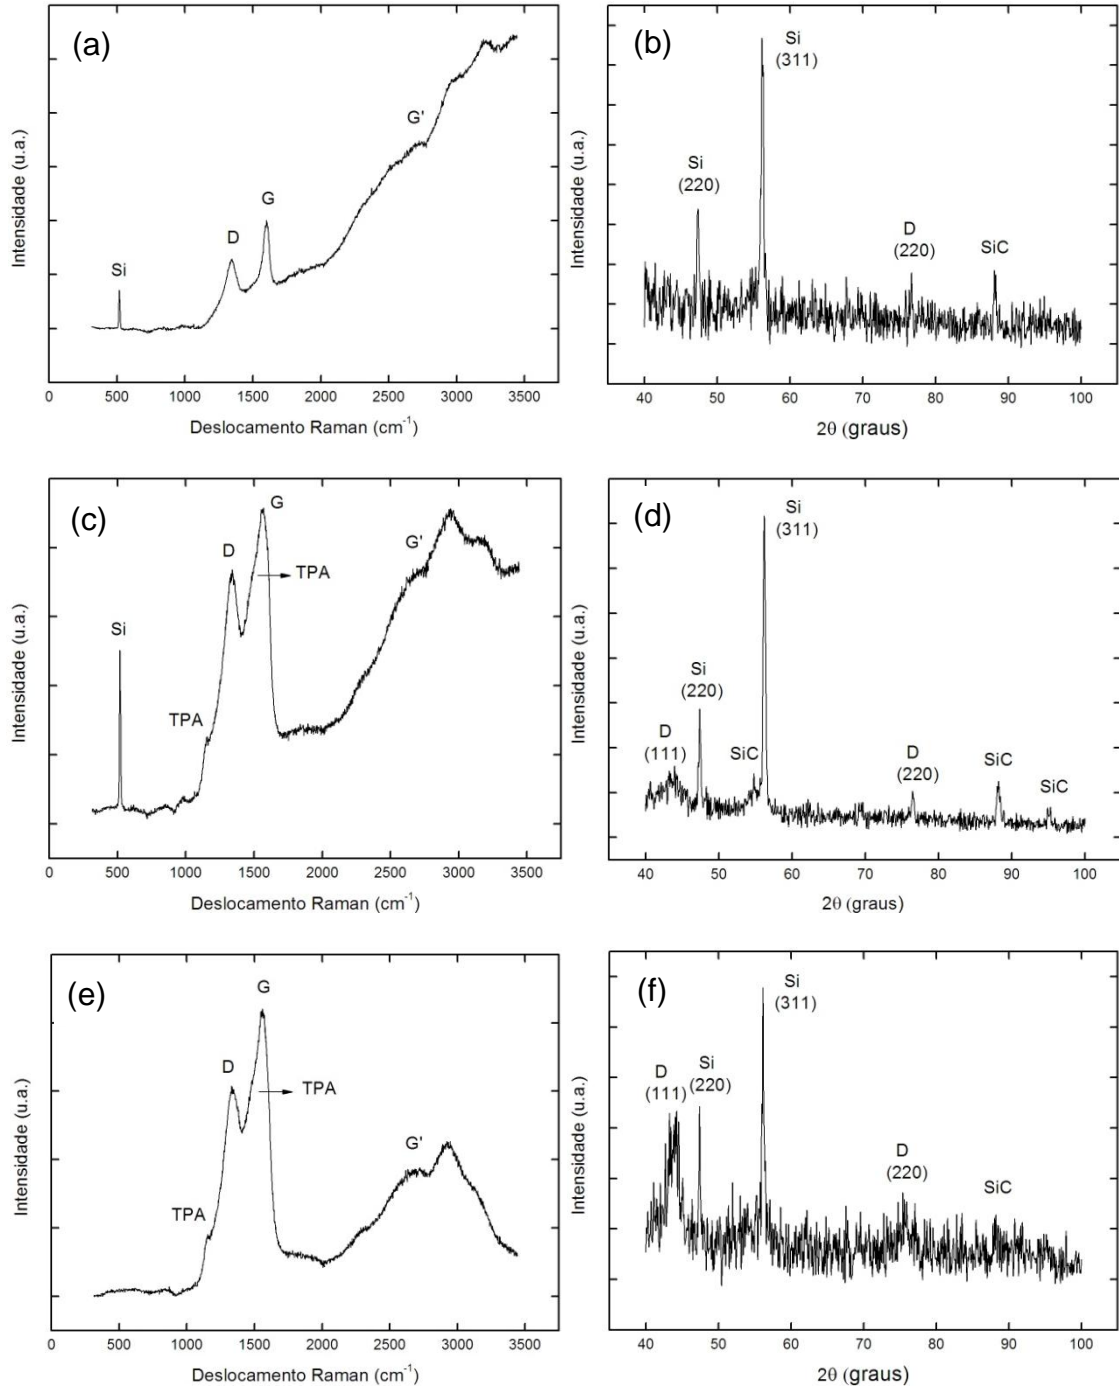 (a)
Intensidade (u.a.)
Si
D
G
G'
0 500 1000 1500 2000 2500 3000 3500
Deslocamento Raman (cm⁻¹)
(b)
Intensidade (u.a.)
Si
(311)
Si
(220)
D
(220)
SiC
40 50 60 70 80 90 100
2θ (graus)
(c)
Intensidade (u.a.)
G
D
TPA
Si
TPA
G'
0 500 1000 1500 2000 2500 3000 3500
Deslocamento Raman (cm⁻¹)
(d)
Intensidade (u.a.)
Si
(311)
Si
(220)
D
(111)
SiC
D
(220)
SiC
SiC
40 50 60 70 80 90 100
2θ (graus)
(e)
Intensidade (u.a.)
G
D
TPA
TPA
G'
0 500 1000 1500 2000 2500 3000 3500
Deslocamento Raman (cm⁻¹)
(f)
Intensidade (u.a.)
Si
(311)
D
(111)
Si
(220)
D
(220)
SiC
40 50 60 70 80 90 100
2θ (graus)